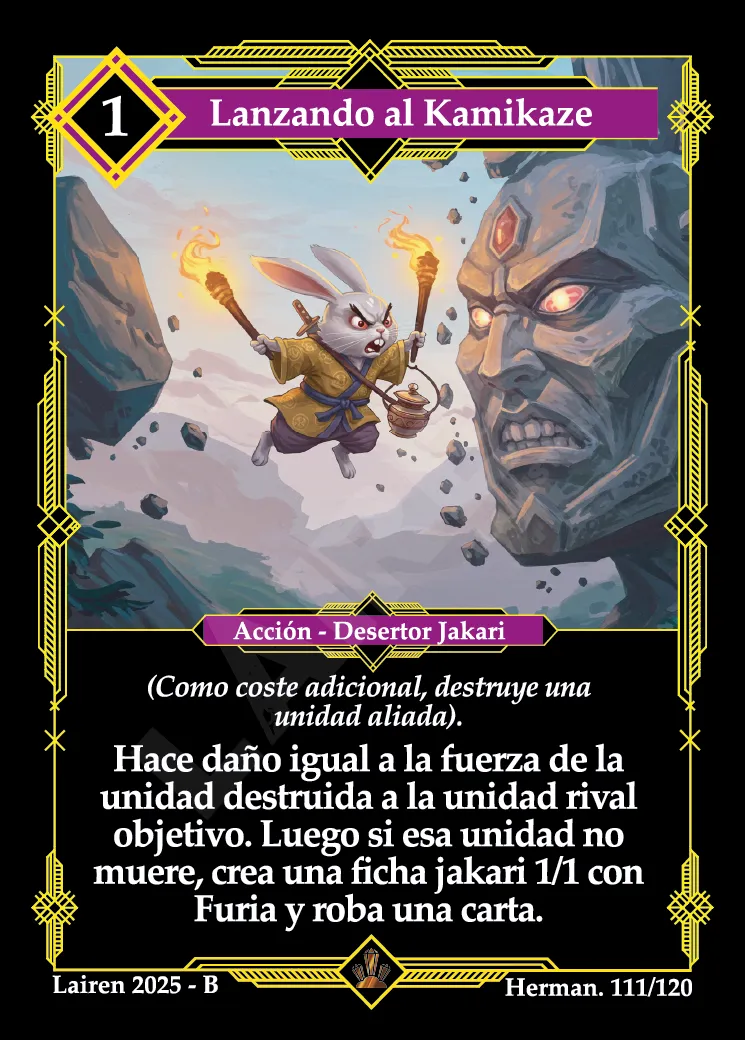 1
Lanzando al Kamikaze
Acción - Desertor Jakari
(Como coste adicional, destruye una
unidad aliada).
Hace daño igual a la fuerza de la
unidad destruida a la unidad rival
objetivo. Luego si esa unidad no
muere, crea una ficha jakari 1/1 con
Furia y roba una carta.
Lairen 2025 - B
Herman. 111/120